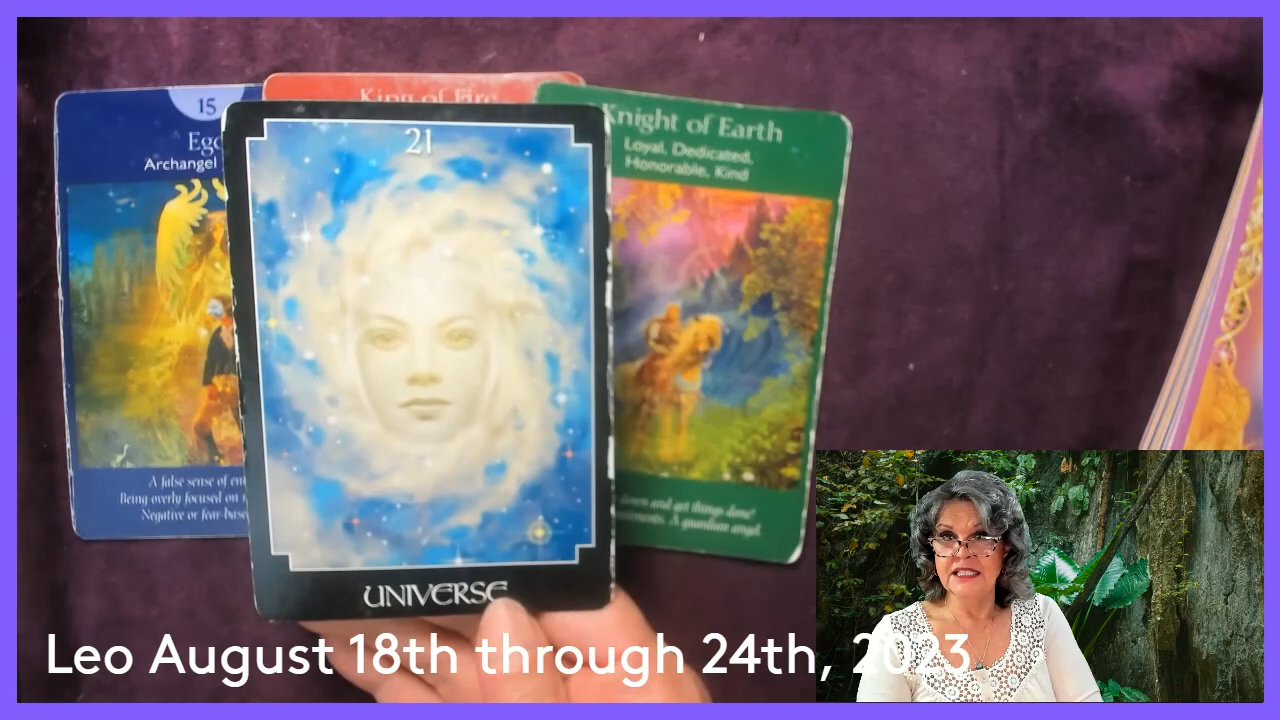 15
Ego
Archangel
A false sense of
Being overly focused on
Negative or fear-based
King of Fire
21
UNIVERSE
Knight of Earth
Loyal, Dedicated,
Honorable, Kind
down and get things done!
A guardian angel.
Leo August 18th through 24th, 2023